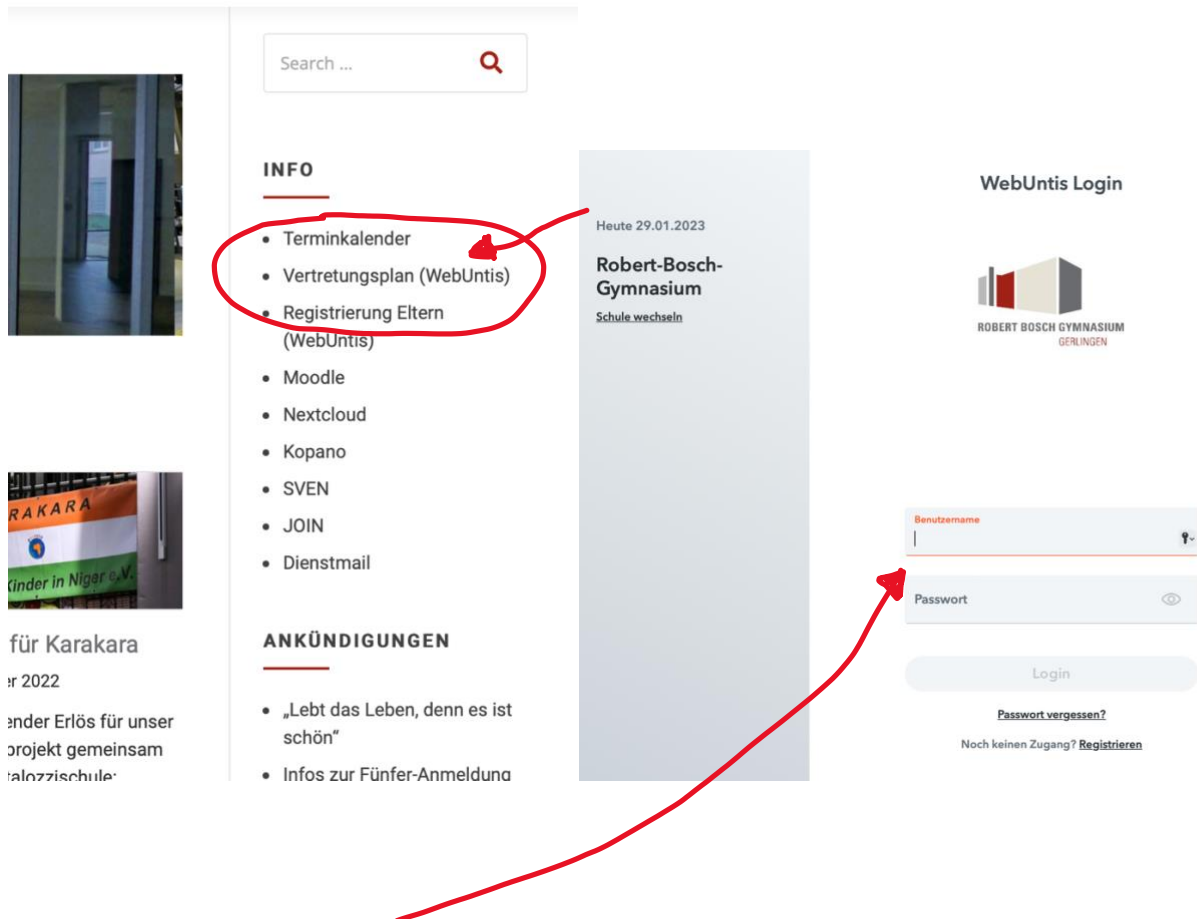 Search ...
INFO
Terminkalender
Vertretungsplan (WebUntis)
Registrierung Eltern
(WebUntis)
Moodle
Nextcloud
Kopano
SVEN
JOIN
Dienstmail
ANKÜNDIGUNGEN
„Lebt das Leben, denn es ist
schön“
Infos zur Fünfer-Anmeldung
RAKARA
Kinder in Niger e.V.
für Karakara
er 2022
ender Erlös für unser
projekt gemeinsam
talozzischule:
Heute 29.01.2023
Robert-Bosch-
Gymnasium
Schule wechseln
WebUntis Login
ROBERT BOSCH GYMNASIUM
GERLINGEN
Benutzername
Passwort
Login
Passwort vergessen?
Noch keinen Zugang? Registrieren